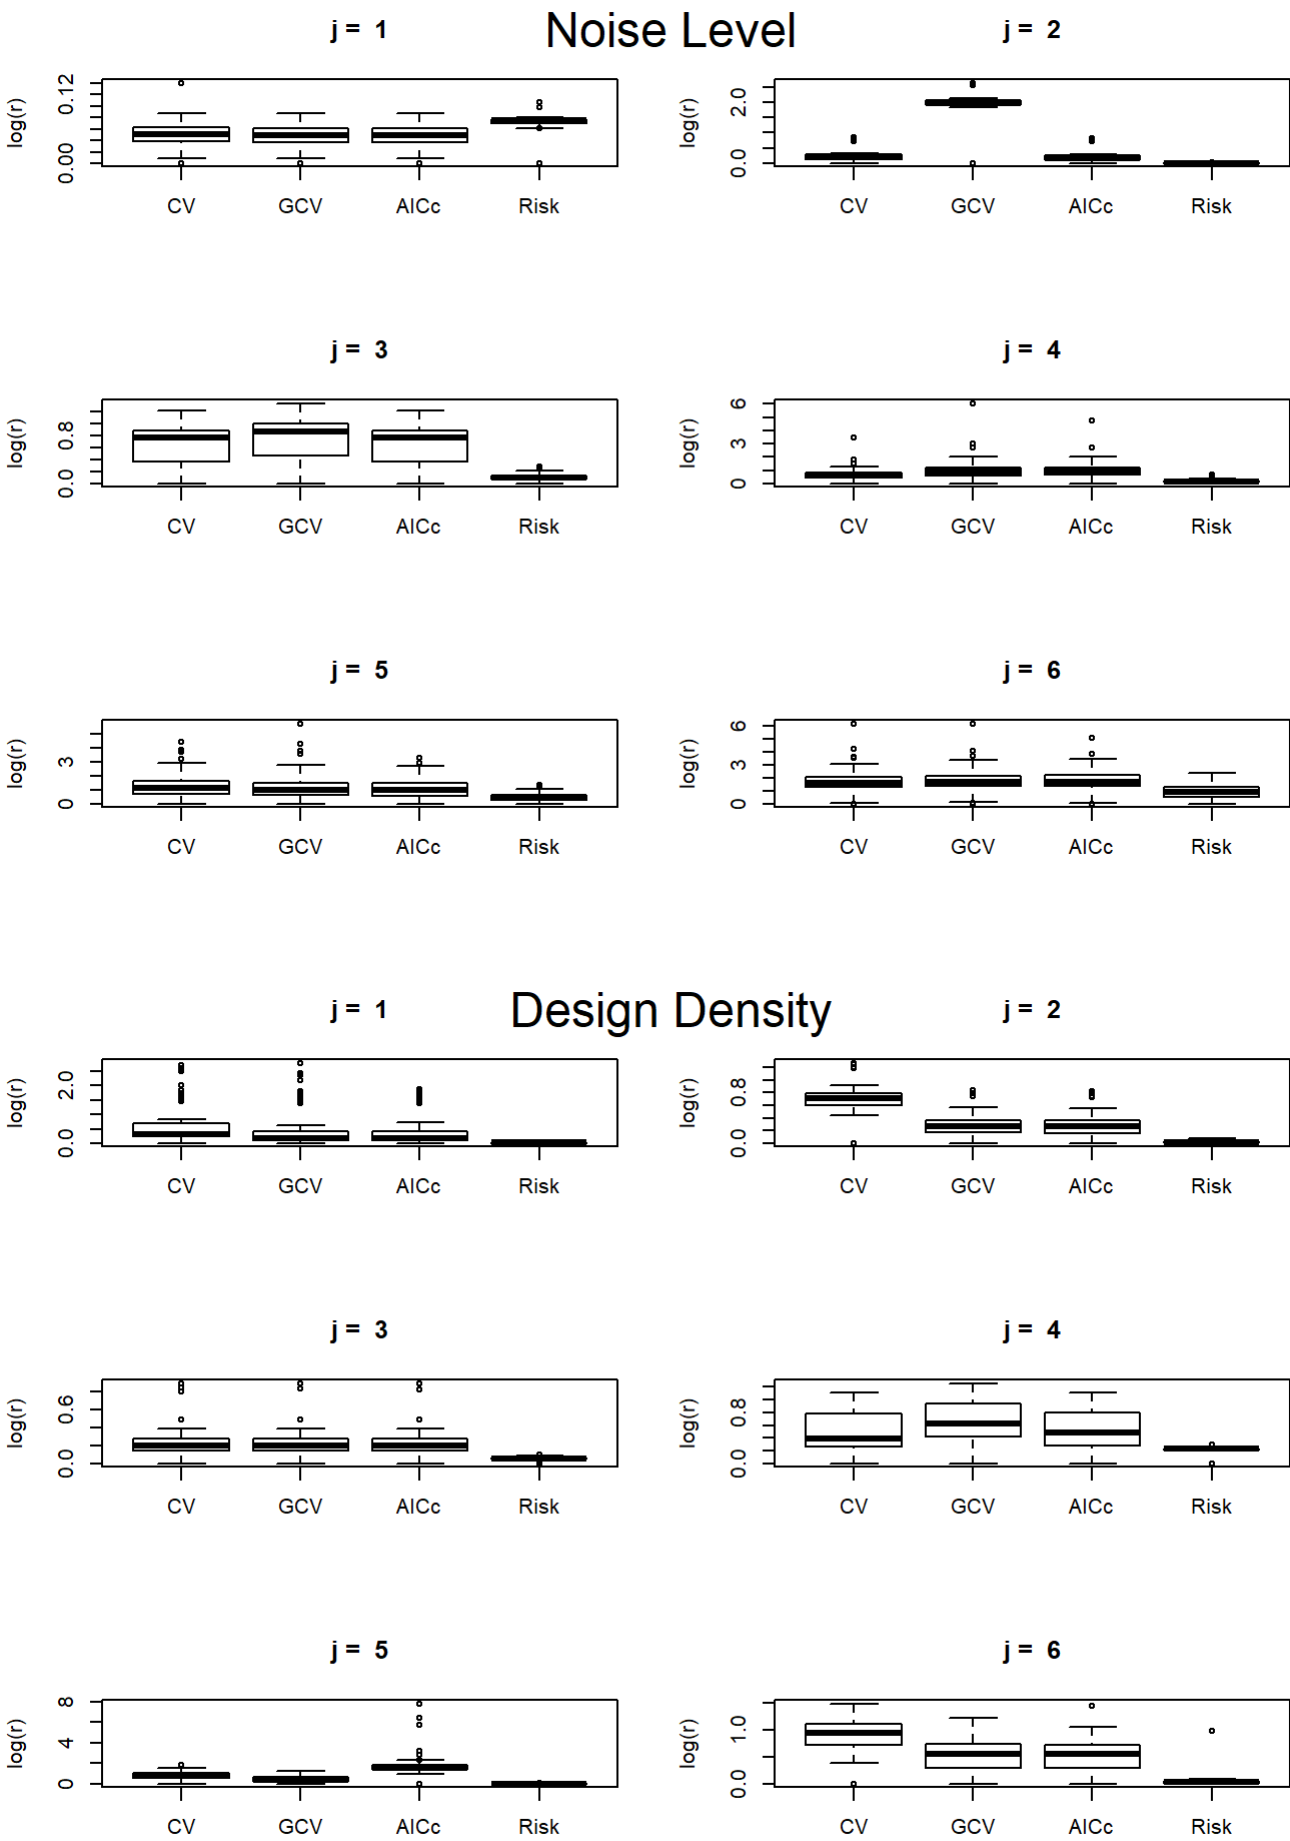 Noise Level
j = 1
log(r)
0.00 0.12
CV GCV AICc Risk
j = 2
log(r)
0.0 2.0
CV GCV AICc Risk
j = 3
log(r)
0.0 0.8
CV GCV AICc Risk
j = 4
log(r)
0 3 6
CV GCV AICc Risk
j = 5
log(r)
0 3
CV GCV AICc Risk
j = 6
log(r)
0 3 6
CV GCV AICc Risk
Design Density
j = 1
log(r)
0.0 2.0
CV GCV AICc Risk
j = 2
log(r)
0.0 0.8
CV GCV AICc Risk
j = 3
log(r)
0.0 0.6
CV GCV AICc Risk
j = 4
log(r)
0.0 0.8
CV GCV AICc Risk
j = 5
log(r)
0 4 8
CV GCV AICc Risk
j = 6
log(r)
0.0 1.0
CV GCV AICc Risk